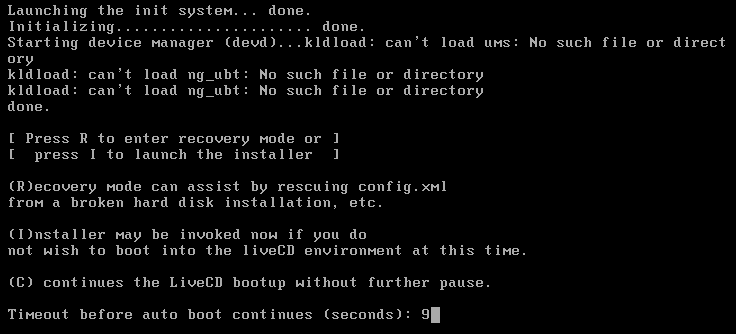 Launching the init system... done.
Initializing...................... done.
Starting device manager (devd)...kldload: can't load ums: No such file or direct
ory
kldload: can't load ng_ubt: No such file or directory
kldload: can't load ng_ubt: No such file or directory
done.
[ Press R to enter recovery mode or ]
[  press I to launch the installer  ]
(R)ecovery mode can assist by rescuing config.xml
from a broken hard disk installation, etc.
(I)nstaller may be invoked now if you do
not wish to boot into the liveCD environment at this time.
(C) continues the LiveCD bootup without further pause.
Timeout before auto boot continues (seconds): 9